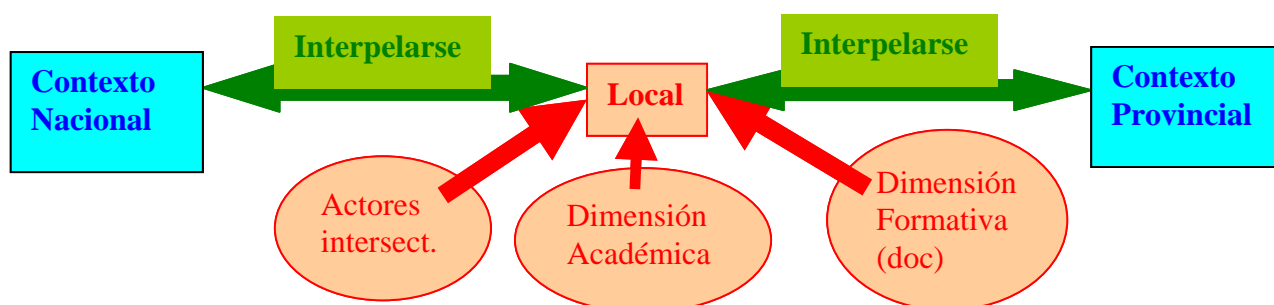 Interpelarse
Interpelarse
Contexto
Nacional
Local
Contexto
Provincial
Actores
intersect.
Dimensión
Académica
Dimensión
Formativa
(doc)